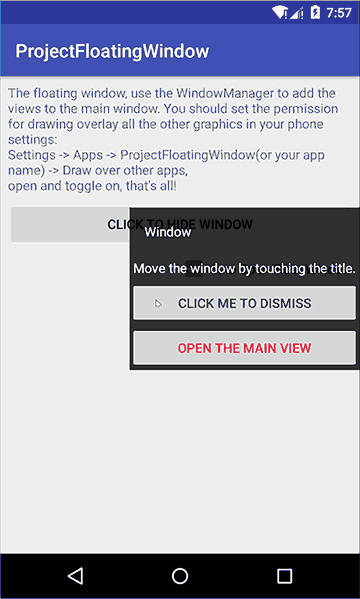 7:57
ProjectFloatingWindow
The floating window, use the WindowManager to add the
views to the main window. You should set the permission
for drawing overlay all the other graphics in your phone
settings:
Settings -> Apps -> ProjectFloatingWindow(or your app
name) -> Draw over other apps,
open and toggle on, that's all!
CLICK TO HIDE WINDOW
Window
Move the window by touching the title.
CLICK ME TO DISMISS
OPEN THE MAIN VIEW